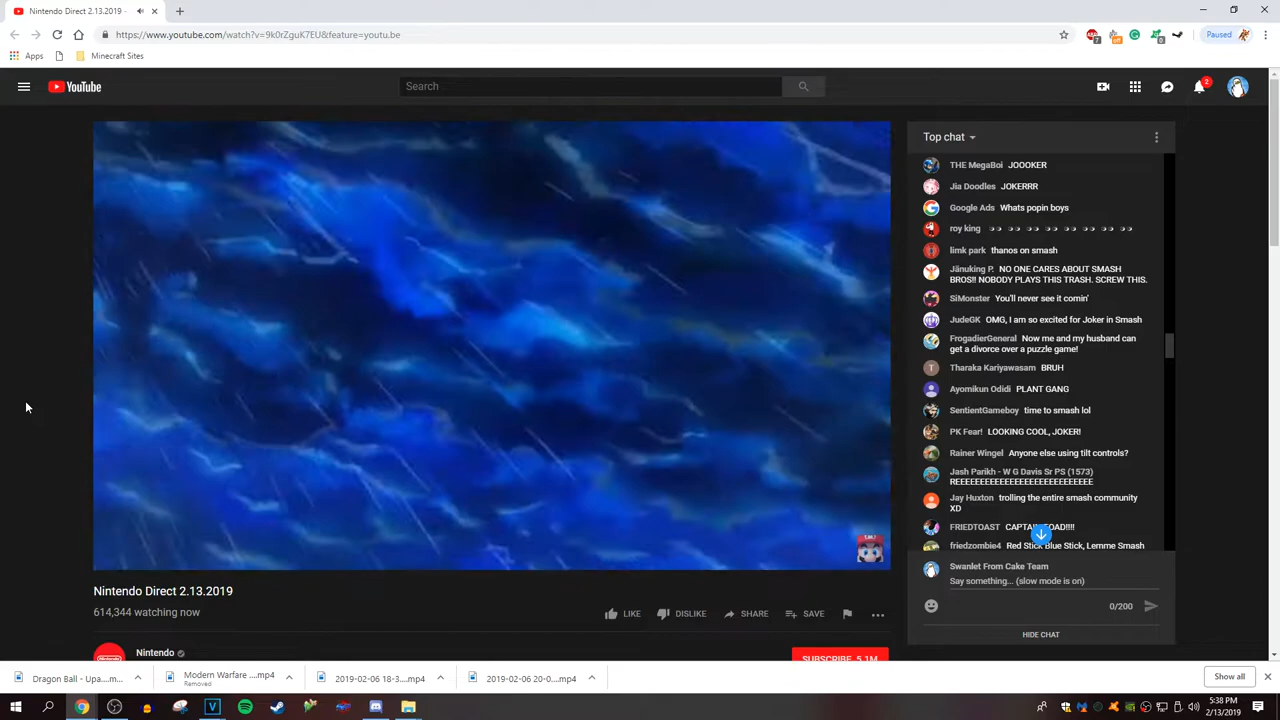 Nintendo Direct 2.13.2019 -
https://www.youtube.com/watch?v=9k0rZguK7EU&feature=youtu.be
7
off
0
Paused
Apps
Minecraft Sites
YouTube
Search
2
Top chat
THE MegaBoi JOOOKER
Jia Doodles JOKERRR
Google Ads Whats popin boys
roy king
limk park thanos on smash
Jänuking P. NO ONE CARES ABOUT SMASH
BROS!! NOBODY PLAYS THIS TRASH. SCREW THIS.
SiMonster You'll never see it comin'
JudeGK OMG, I am so excited for Joker in Smash
FrogadierGeneral Now me and my husband can
get a divorce over a puzzle game!
Tharaka Kariyawasam BRUH
Ayomikun Odidi PLANT GANG
SentientGameboy time to smash lol
PK Fear! LOOKING COOL, JOKER!
Rainer Wingel Anyone else using tilt controls?
Jash Parikh - W G Davis Sr PS (1573)
REEEEEEEEEEEEEEEEEEEEEEEEEEE
Jay Huxton trolling the entire smash community
XD
FRIEDTOAST
friedzombie4 Red Stick Blue Stick, Lemme Smash
Swanlet From Cake Team
Say something... (slow mode is on)
0/200
HIDE CHAT
Nintendo Direct 2.13.2019
614,344 watching now
LIKE DISLIKE SHARE SAVE
Nintendo
SUBSCRIBE 5.1M
Dragon Ball - Upa....m...
Modern Warfare ....mp4
Removed
2019-02-06 18-3....mp4
2019-02-06 20-0....mp4
Show all
5:38 PM
2/13/2019